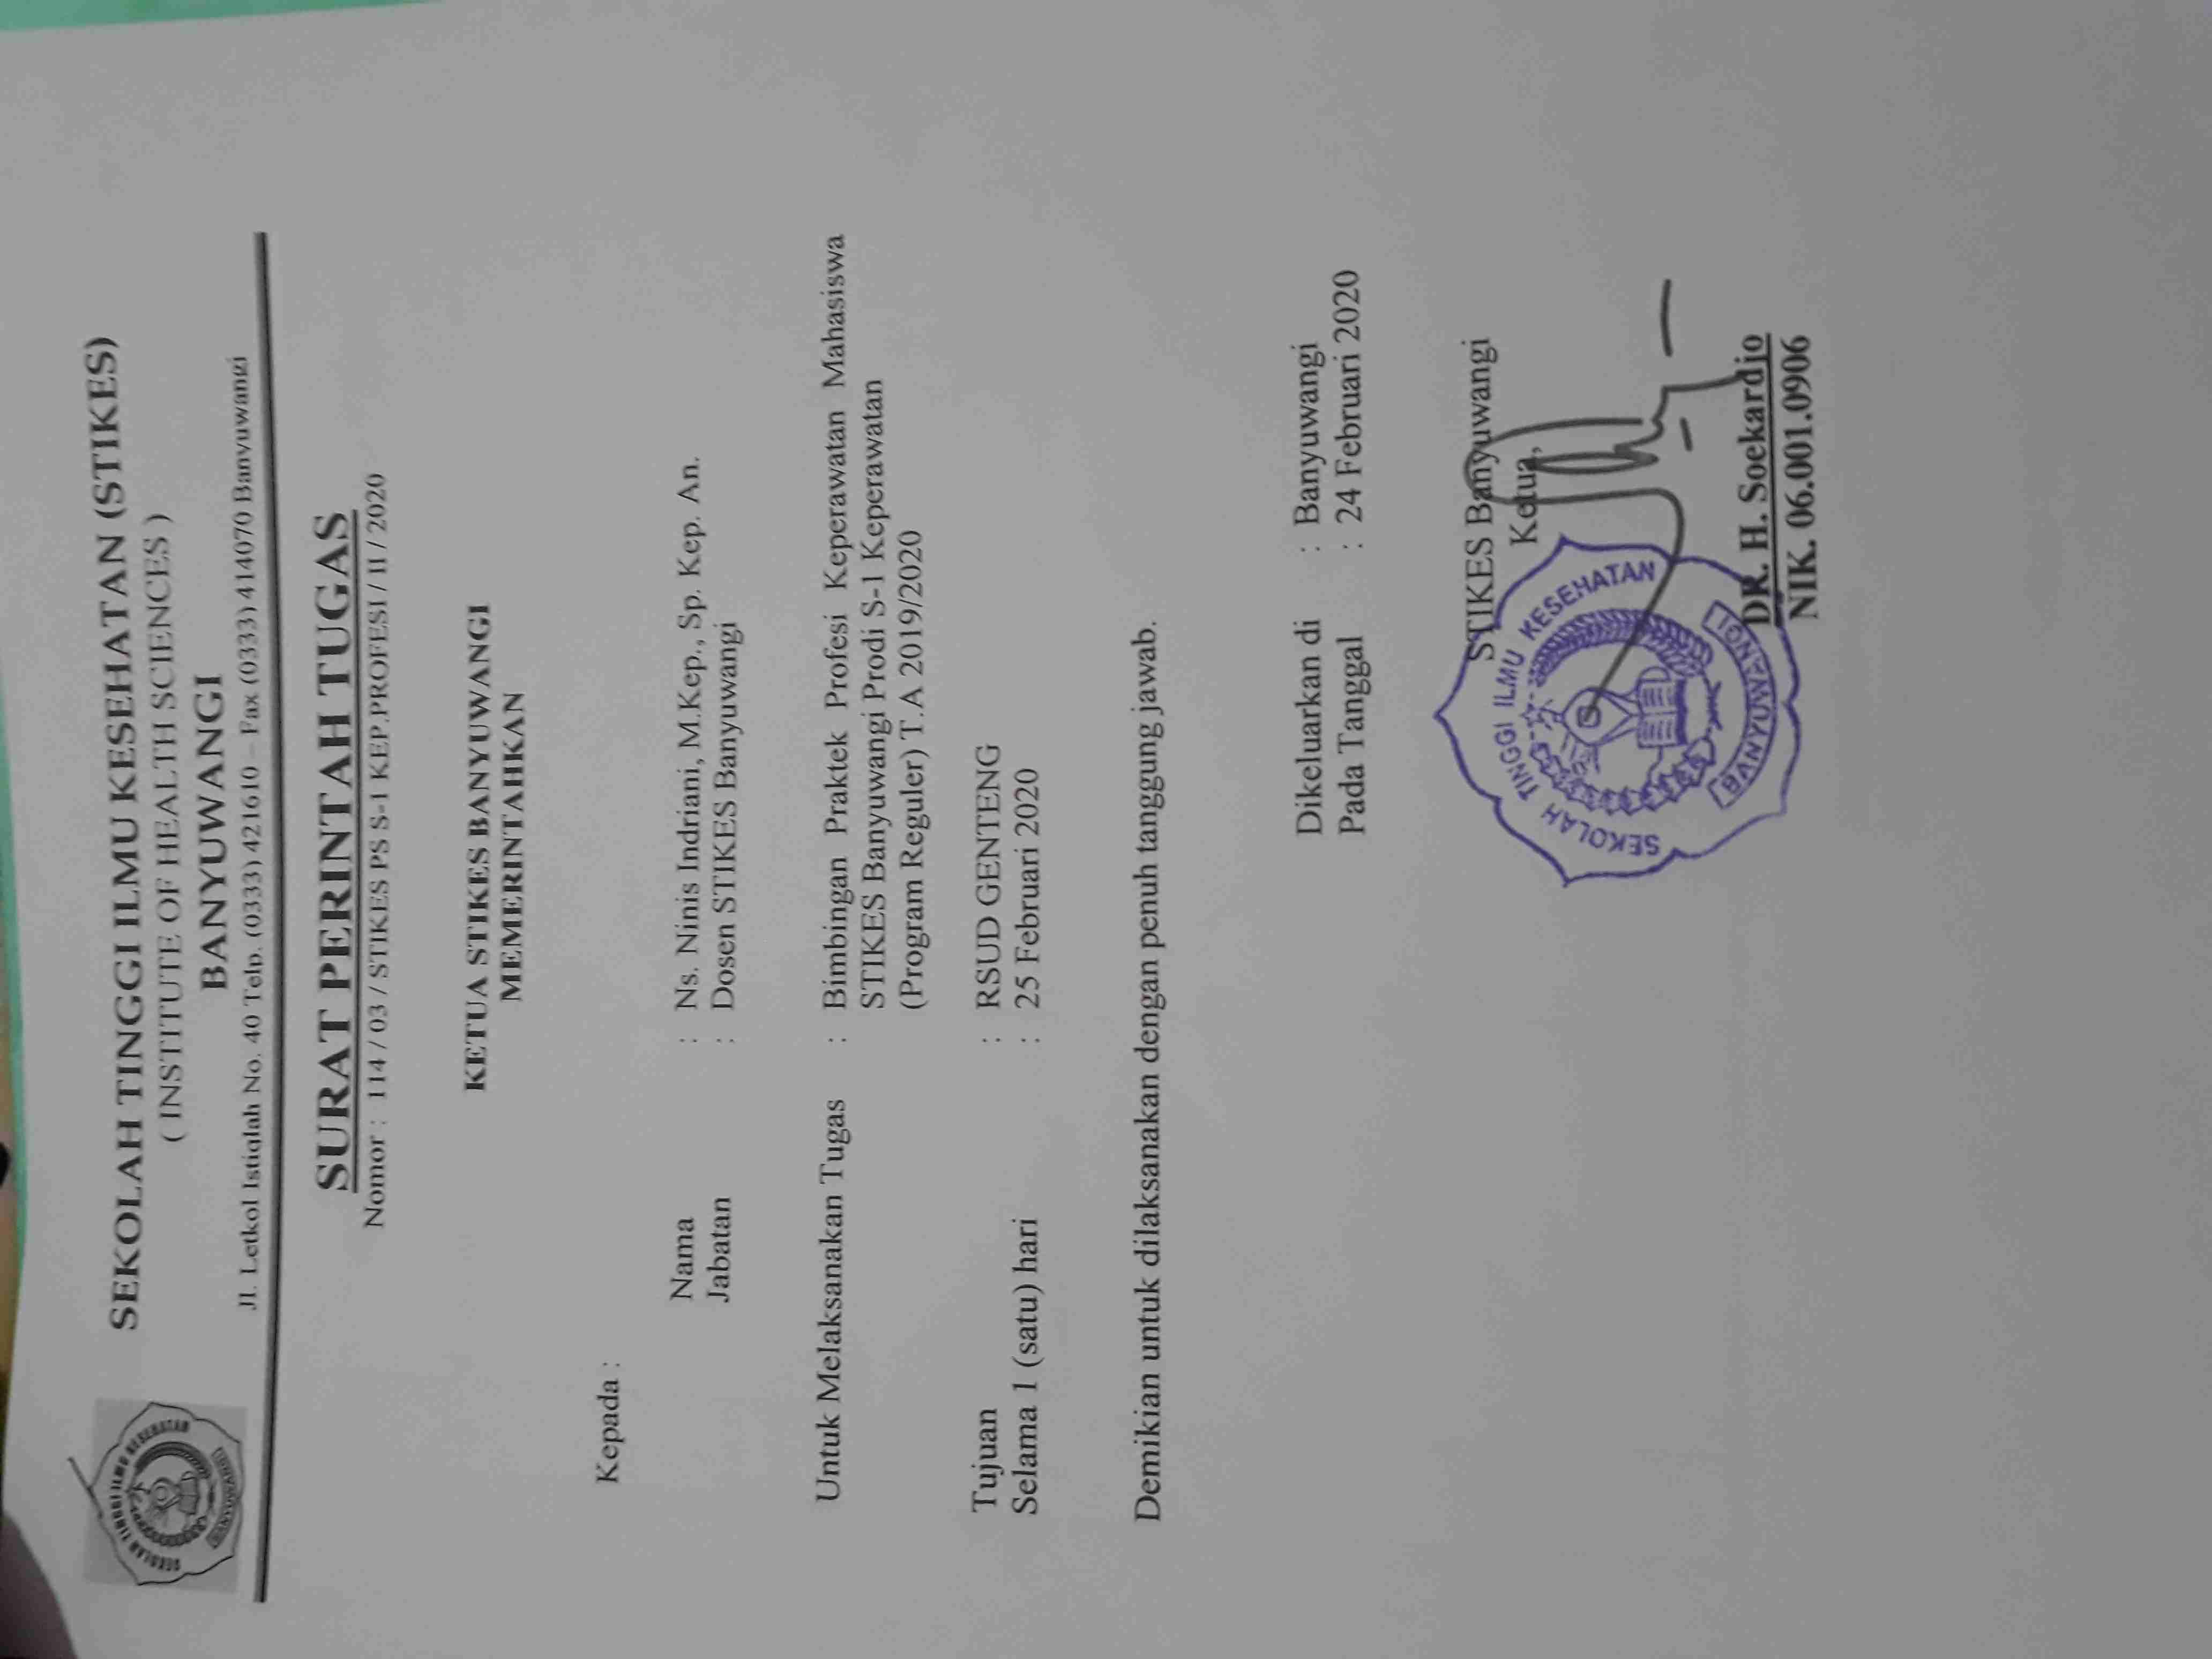 SEKOLAH TINGGI ILMU KESEHATAN
BANYUWANGI
SEKOLAH TINGGI ILMU KESEHATAN (STIKES)
( INSTITUTE OF HEALTH SCIENCES )
BANYUWANGI
Jl. Letkol Istiqlah No. 40 Telp. (0333) 421610 – Fax (0333) 414070 Banyuwangi
SURAT PERINTAH TUGAS
Nomor : 114 / 03 / STIKES PS S-1 KEP.PROFESI / II / 2020
KETUA STIKES BANYUWANGI
MEMERINTAHKAN
Kepada :
Nama : Ns. Ninis Indriani, M.Kep., Sp. Kep. An.
Jabatan : Dosen STIKES Banyuwangi
Untuk Melaksanakan Tugas : Bimbingan Praktek Profesi Keperawatan Mahasiswa
STIKES Banyuwangi Prodi S-1 Keperawatan
(Program Reguler) T.A 2019/2020
Tujuan : RSUD GENTENG
Selama 1 (satu) hari : 25 Februari 2020
Demikian untuk dilaksanakan dengan penuh tanggung jawab.
Dikeluarkan di : Banyuwangi
Pada Tanggal : 24 Februari 2020
STIKES Banyuwangi
Ketua,
SEKOLAH TINGGI ILMU KESEHATAN
BANYUWANGI
DR. H. Soekardjo
NIK. 06.001.0906